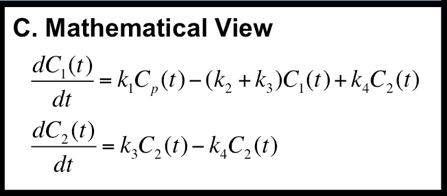 C. Mathematical View
dC₁(t)/dt = k₁Cₚ(t) − (k₂ + k₃)C₁(t) + k₄C₂(t)
dC₂(t)/dt = k₃C₂(t) − k₄C₂(t)